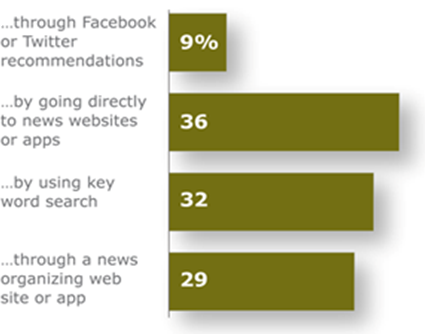 ...through Facebook
or Twitter
recommendations
9%
...by going directly
to news websites
or apps
36
...by using key
word search
32
...through a news
organizing web
site or app
29